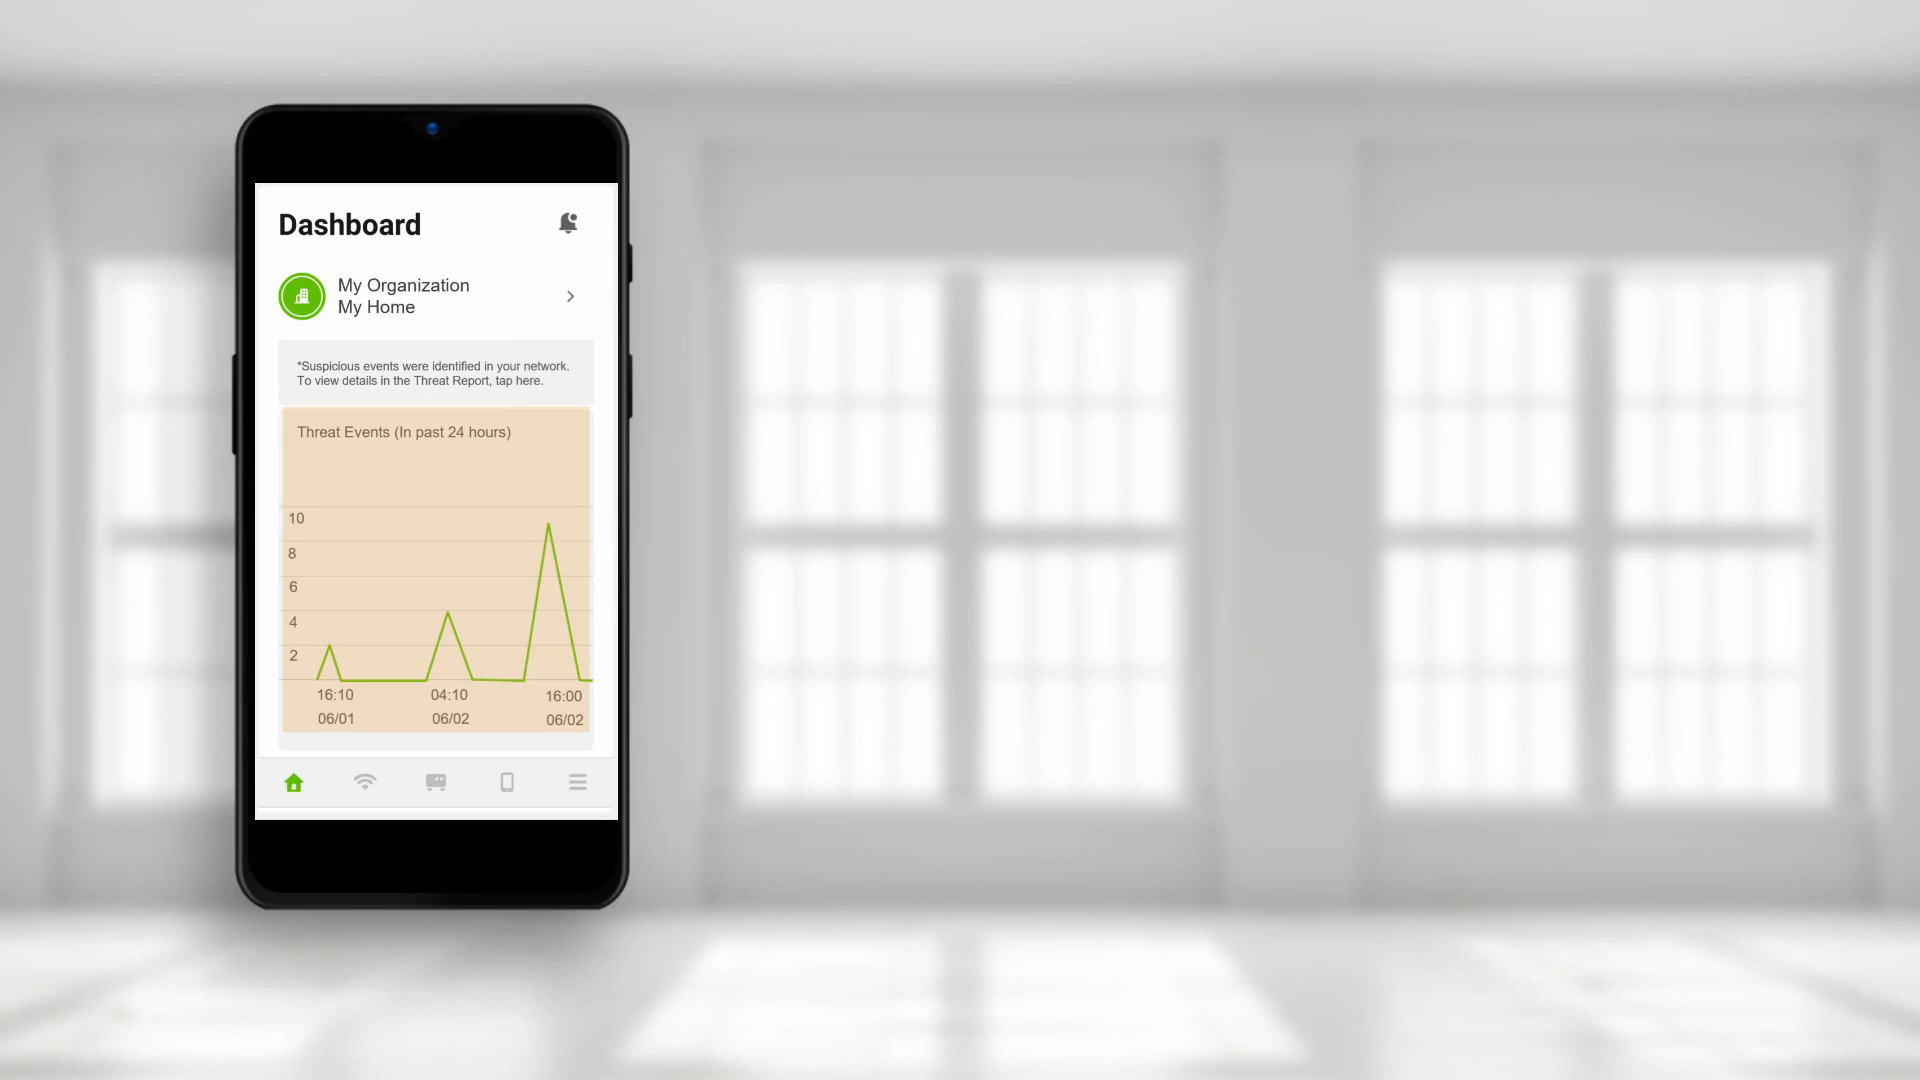 Dashboard
My Organization
My Home
*Suspicious events were identified in your network.
To view details in the Threat Report, tap here.
Threat Events (In past 24 hours)
10
8
6
4
2
16:10 04:10 16:00
06/01 06/02 06/02